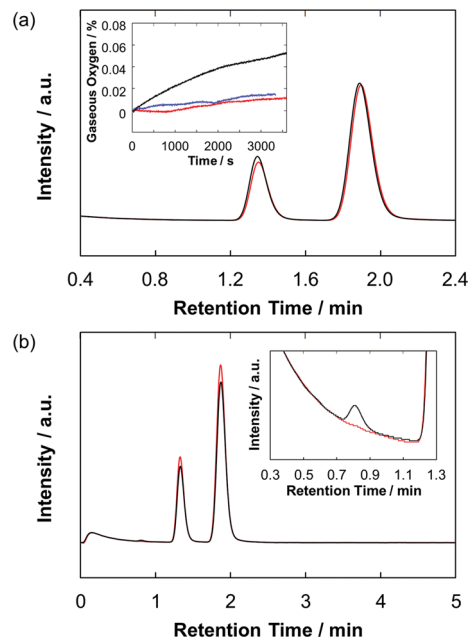 (a)
Intensity / a.u.
Gaseous Oxygen / %
0.08
0.06
0.04
0.02
0
0 1000 2000 3000
Time / s
0.4 0.8 1.2 1.6 2.0 2.4
Retention Time / min
(b)
Intensity / a.u.
Intensity / a.u.
0.3 0.5 0.7 0.9 1.1 1.3
Retention Time / min
0 1 2 3 4 5
Retention Time / min